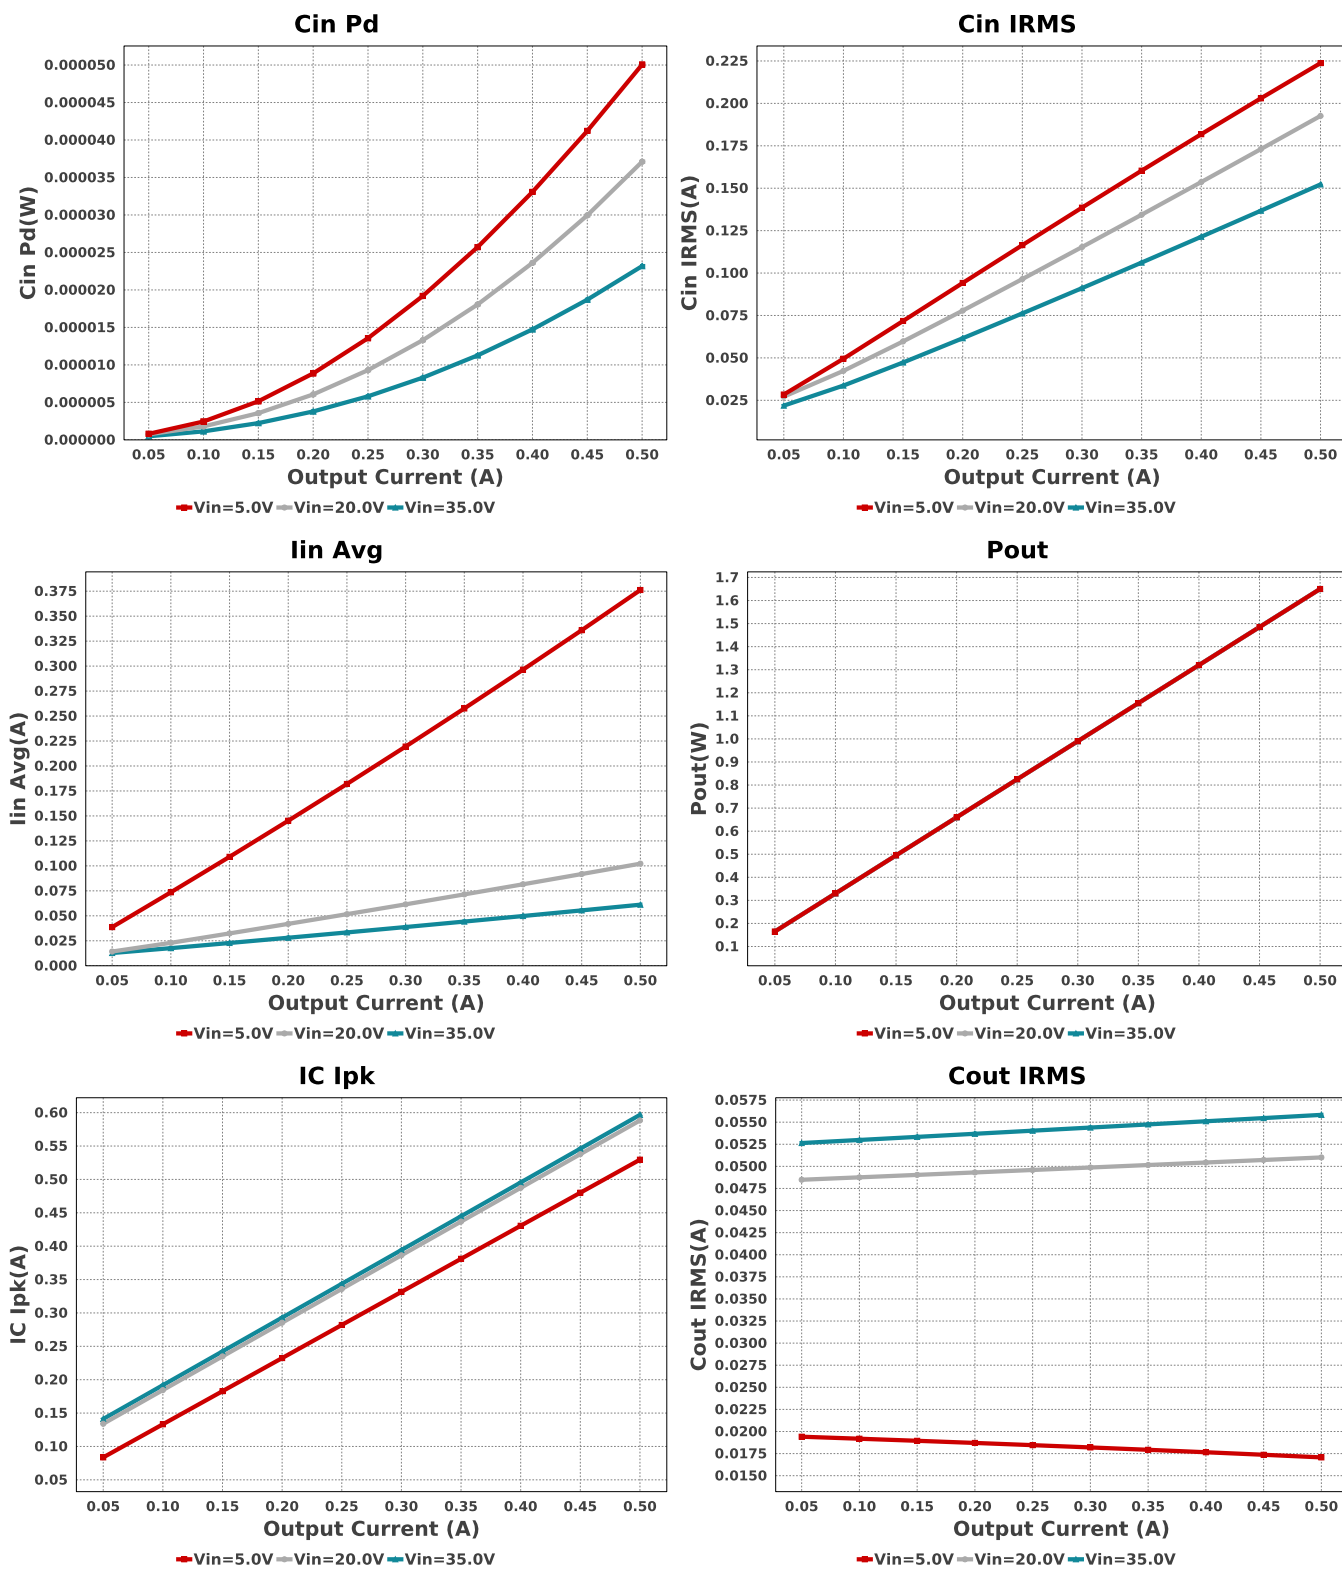 Cin Pd
Cin Pd(W)
0.000050
0.000045
0.000040
0.000035
0.000030
0.000025
0.000020
0.000015
0.000010
0.000005
0.000000
0.05 0.10 0.15 0.20 0.25 0.30 0.35 0.40 0.45 0.50
Output Current (A)
Vin=5.0V Vin=20.0V Vin=35.0V
Cin IRMS
Cin IRMS(A)
0.225
0.200
0.175
0.150
0.125
0.100
0.075
0.050
0.025
0.05 0.10 0.15 0.20 0.25 0.30 0.35 0.40 0.45 0.50
Output Current (A)
Vin=5.0V Vin=20.0V Vin=35.0V
Iin Avg
Iin Avg(A)
0.375
0.350
0.325
0.300
0.275
0.250
0.225
0.200
0.175
0.150
0.125
0.100
0.075
0.050
0.025
0.000
0.05 0.10 0.15 0.20 0.25 0.30 0.35 0.40 0.45 0.50
Output Current (A)
Vin=5.0V Vin=20.0V Vin=35.0V
Pout
Pout(W)
1.7
1.6
1.5
1.4
1.3
1.2
1.1
1.0
0.9
0.8
0.7
0.6
0.5
0.4
0.3
0.2
0.1
0.05 0.10 0.15 0.20 0.25 0.30 0.35 0.40 0.45 0.50
Output Current (A)
Vin=5.0V Vin=20.0V Vin=35.0V
IC Ipk
IC Ipk(A)
0.60
0.55
0.50
0.45
0.40
0.35
0.30
0.25
0.20
0.15
0.10
0.05
0.05 0.10 0.15 0.20 0.25 0.30 0.35 0.40 0.45 0.50
Output Current (A)
Vin=5.0V Vin=20.0V Vin=35.0V
Cout IRMS
Cout IRMS(A)
0.0575
0.0550
0.0525
0.0500
0.0475
0.0450
0.0425
0.0400
0.0375
0.0350
0.0325
0.0300
0.0275
0.0250
0.0225
0.0200
0.0175
0.0150
0.05 0.10 0.15 0.20 0.25 0.30 0.35 0.40 0.45 0.50
Output Current (A)
Vin=5.0V Vin=20.0V Vin=35.0V